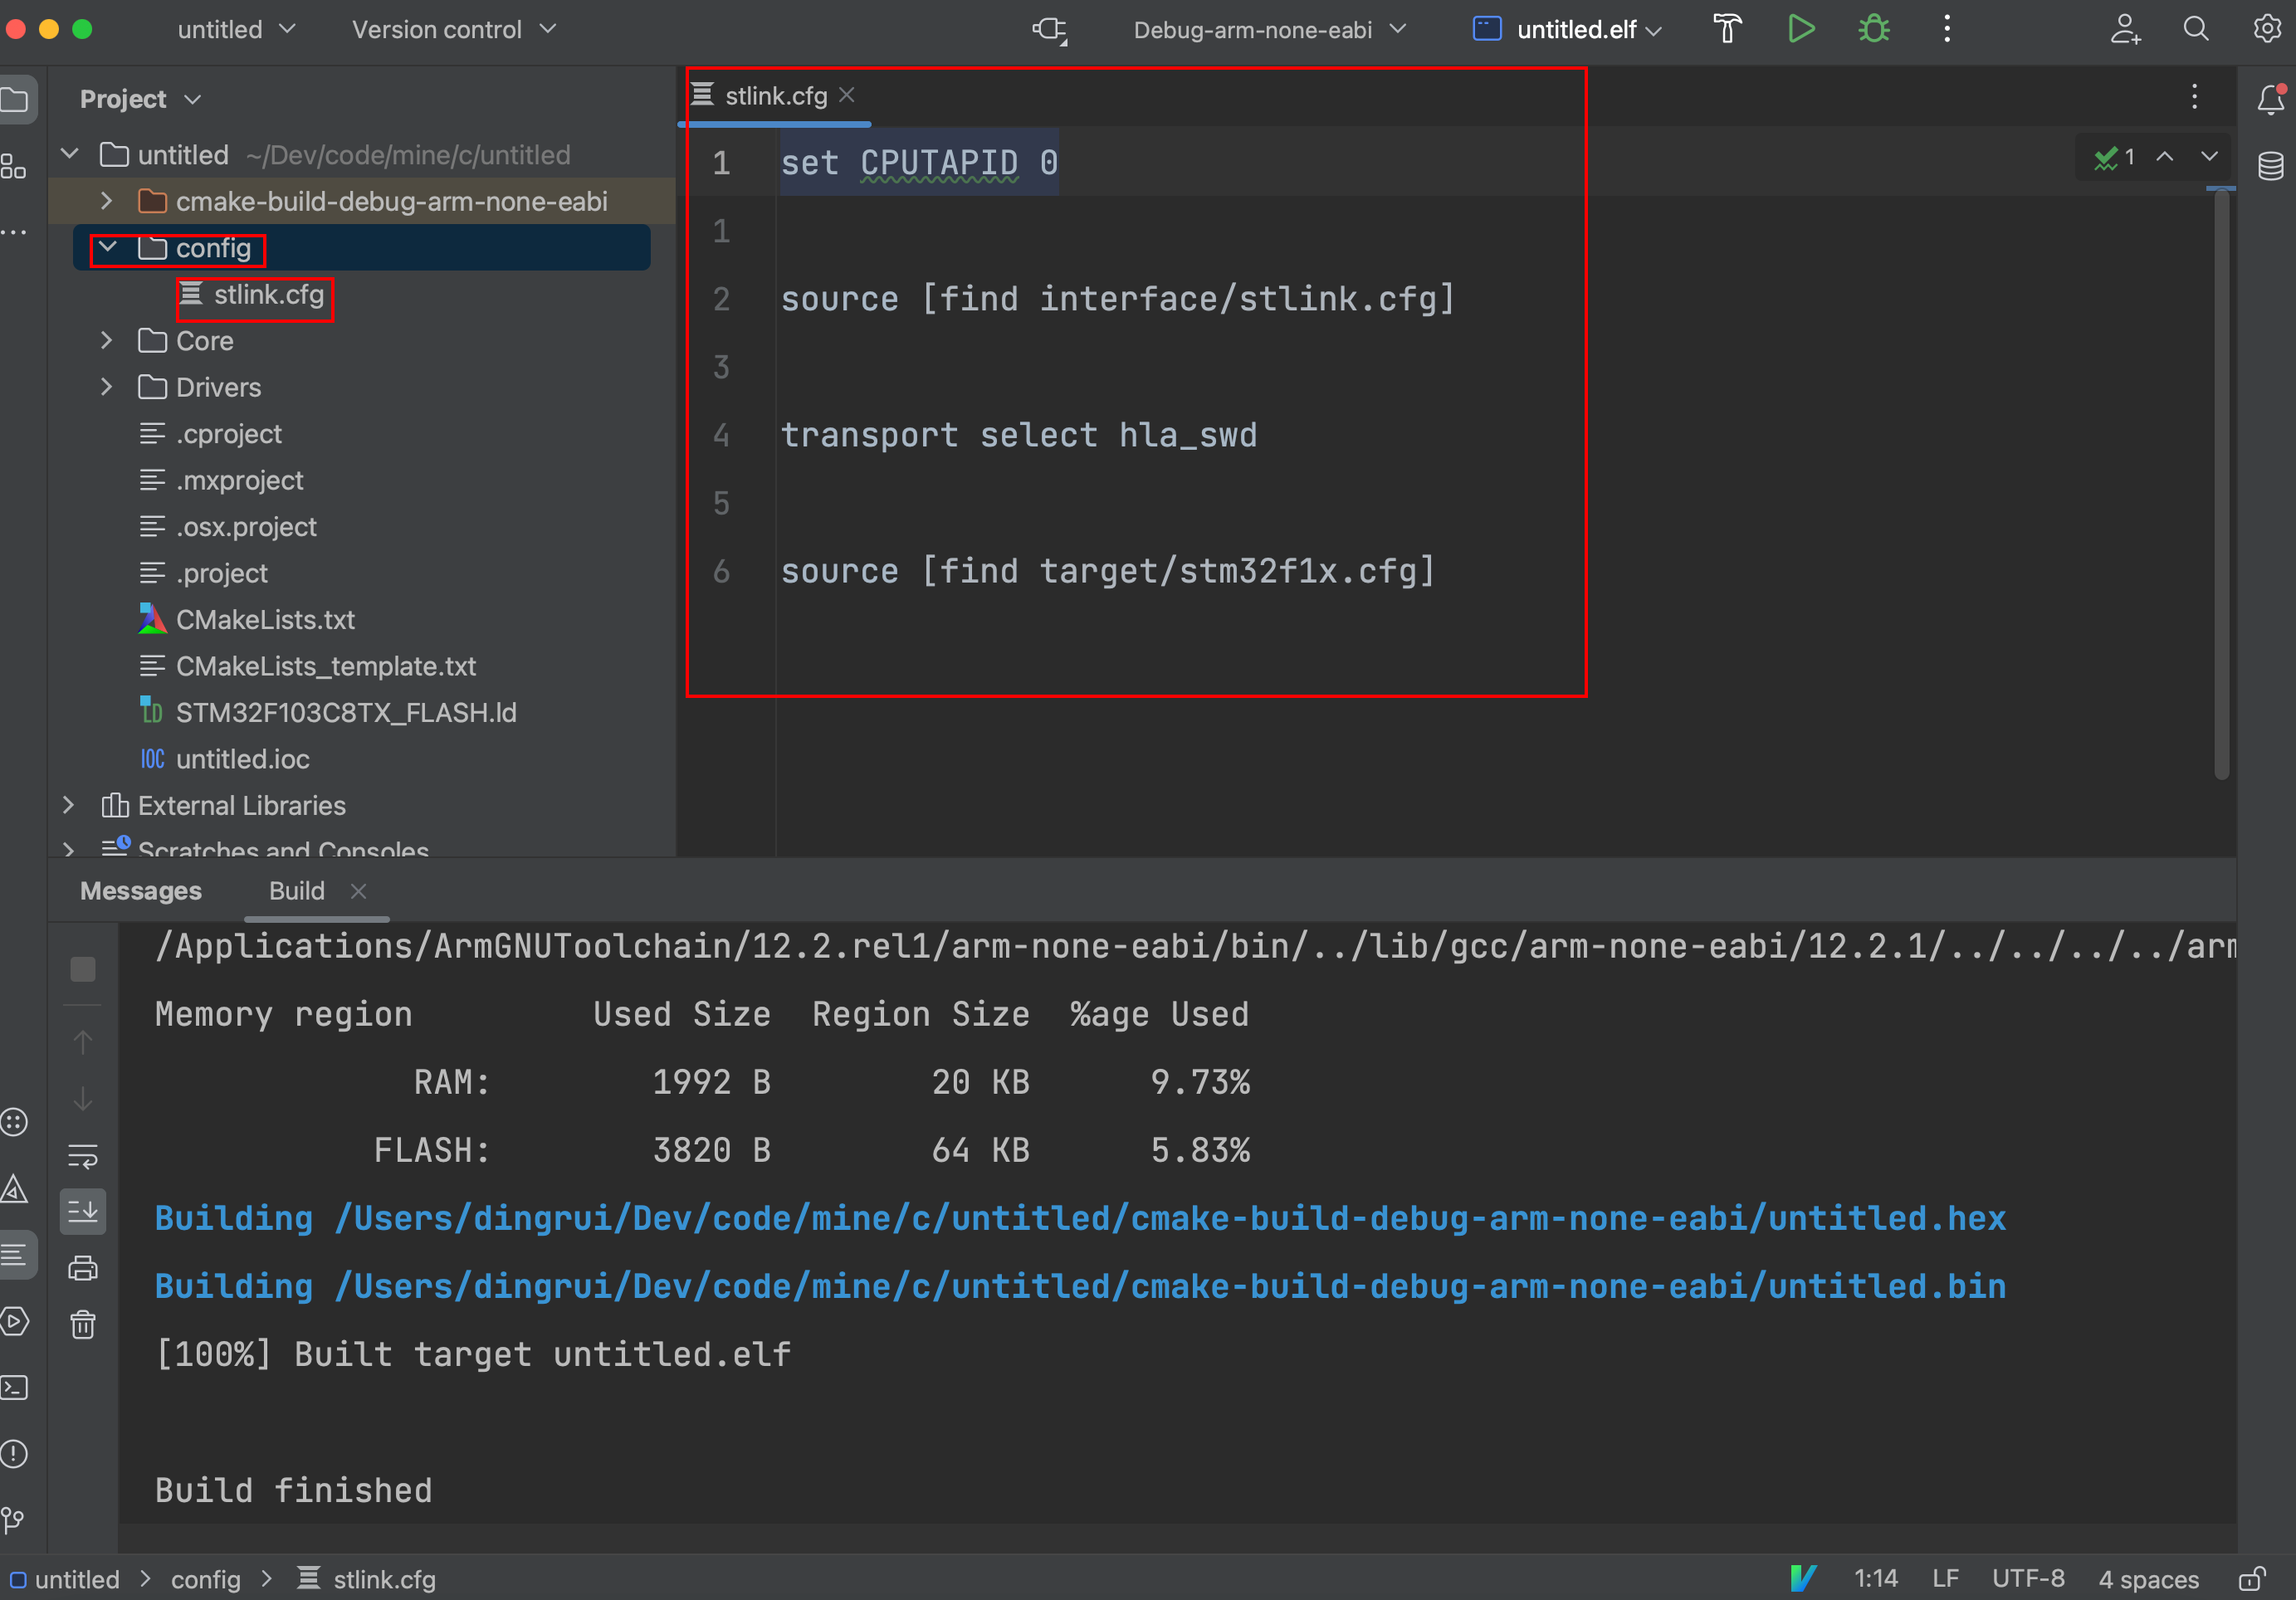 untitled Version control Debug-arm-none-eabi untitled.elf
Project
untitled ~/Dev/code/mine/c/untitled
cmake-build-debug-arm-none-eabi
config
stlink.cfg
Core
Drivers
.cproject
.mxproject
.osx.project
.project
CMakeLists.txt
CMakeLists_template.txt
LD STM32F103C8TX_FLASH.ld
IOC untitled.ioc
External Libraries
Scratches and Consoles
stlink.cfg
1 set CPUTAPID 0
1
2 source [find interface/stlink.cfg]
3
4 transport select hla_swd
5
6 source [find target/stm32f1x.cfg]
1
Messages Build
/Applications/ArmGNUToolchain/12.2.rel1/arm-none-eabi/bin/../lib/gcc/arm-none-eabi/12.2.1/../../../../arm
Memory region Used Size Region Size %age Used
RAM: 1992 B 20 KB 9.73%
FLASH: 3820 B 64 KB 5.83%
Building /Users/dingrui/Dev/code/mine/c/untitled/cmake-build-debug-arm-none-eabi/untitled.hex
Building /Users/dingrui/Dev/code/mine/c/untitled/cmake-build-debug-arm-none-eabi/untitled.bin
[100%] Built target untitled.elf
Build finished
untitled > config > stlink.cfg 1:14 LF UTF-8 4 spaces